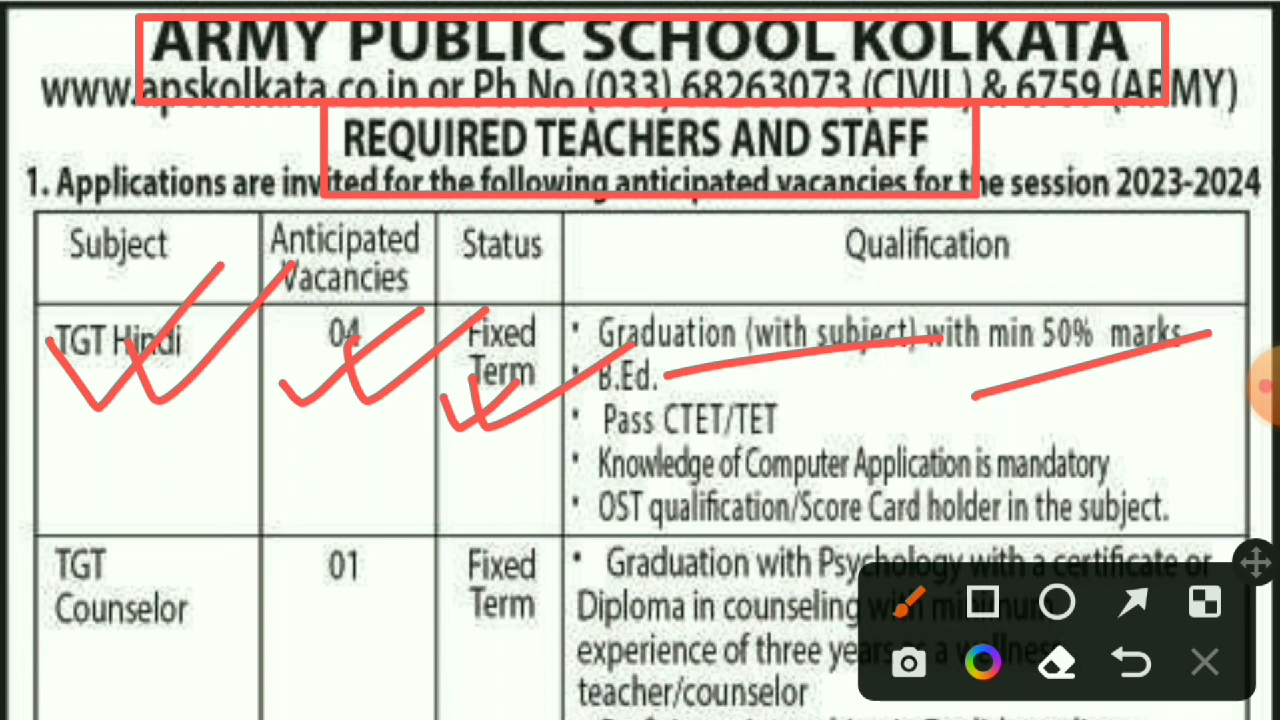 ARMY PUBLIC SCHOOL KOLKATA
www.apskolkata.co.in or Ph No (033) 68263073 (CIVIL) & 6759 (ARMY)
REQUIRED TEACHERS AND STAFF
1. Applications are invited for the following anticipated vacancies for the session 2023-2024
Subject
Anticipated
Vacancies
Status
Qualification
TGT Hindi
04
Fixed
Term
• Graduation (with subject) with min 50% marks
• B.Ed.
• Pass CTET/TET
• Knowledge of Computer Application is mandatory
• OST qualification/Score Card holder in the subject.
TGT
Counselor
01
Fixed
Term
• Graduation with Psychology with a certificate or
Diploma in counseling with minimum
experience of three years as a wellness
teacher/counselor